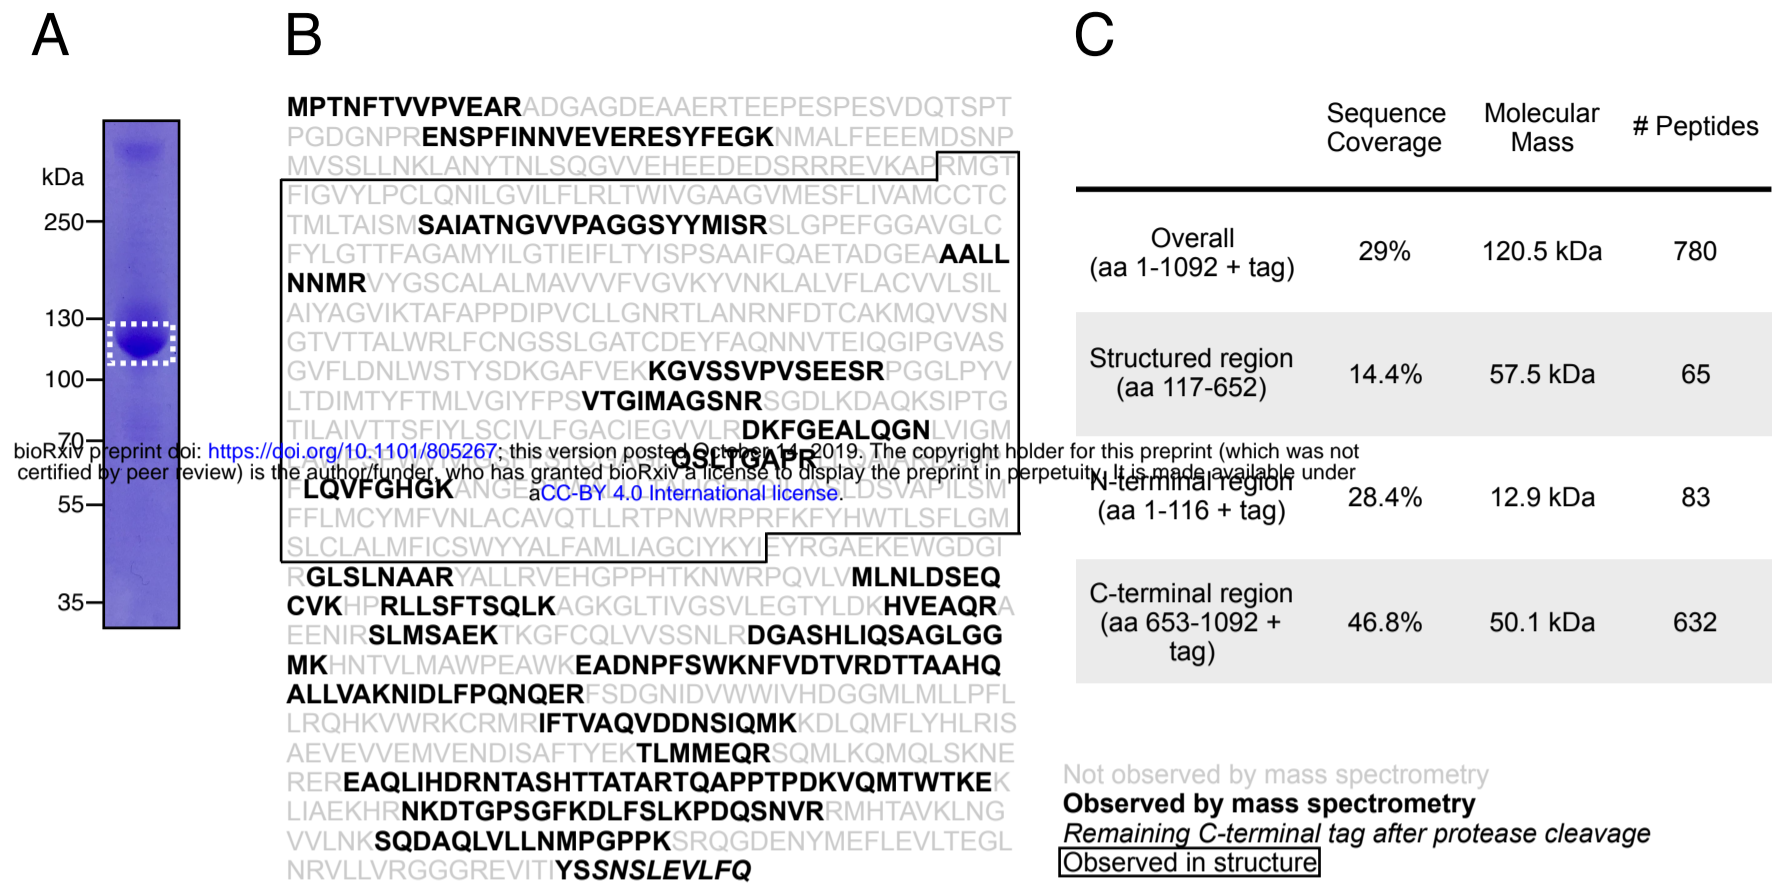 A
B
C
kDa
250
130
100
70
55
35
MPTNFTVVPVEARADGAGDEAAERTEEPESPESVDQTSPT
PGDGNPRENSPFINNVEVERESYFEGKNMALFEEEMDSNP
MVSSLLNKLANYTNLSQGVVEHEEDEDSRRREVKAPRMGT
FIGVYLPCLQNILGVILFLRLTWIVGAAGVMESFLIVAMCCTC
TMLTAISMSAIATNGVVPAGGSYYMISRSLGPEFGGAVGLC
FYLGTTFAGAMYILGTIEIFLTYISPSAAIFQAETADGEAAALL
NNMRVYGSCALALMAVVVFVGVKYVNKLALVFLACVVLSIL
AIYAGVIKTAFAPPDIPVCLLGNRTLANRNFDTCAKMQVVSN
GTVTTALWRLFCNGSSLGATCDEYFAQNNVTEIQGIPGVAS
GVFLDNLWSTYSDKGAFVEKKGVSSVPVSEESRPGGLPYV
LTDIMTYFTMLVGIYFPSVTGIMAGSNRSGDLKDAQKSIPTG
TILAIVTTSFIYLSCIVLFGACIEGVVLRDKFGEALQGNLVIGM
QSLTGAPR
LQVFGHGK
FFLMCYMFVNLACAVQTLLRTPNWRPRFKFYHWTLSFLGM
SLCLALMFICSWYYALFAMLIAGCIYKYIEYRGAEKEWGDGI
RGLSLNAARYALLRVEHGPPHTKNWRPQVLVMLNLDSEQ
CVKHPRLLSFTSQLKAGKGLTIVGSVLEGTYLDKHVEAQRA
EENIRSLMSAEKTKGFCQLVVSSNLRDGASHLIQSAGLGG
MKHNTVLMAWPEAWKEADNPFSWKNFVDTVRDTTAAHQ
ALLVAKNIDLFPQNQERFSDGNIDVWWIVHDGGMLMLLPFL
LRQHKVWRKCRMRIFTVAQVDDNSIQMKKDLQMFLYHLRIS
AEVEVVEMVENDISAFTYEKTLMMEQRSQMLKQMQLSKNE
REREAQLIHDRNTASHTTATARTQAPPTPDKVQMTWTKEK
LIAEKHRNKDTGPSGFKDLFSLKPDQSNVRRMHTAVKLNG
VVLNKSQDAQLVLLNMPGPPKSRQGDENYMEFLEVLTEGL
NRVLLVRGGGREVITIYSSNSLEVLFQ
bioRxiv preprint doi: https://doi.org/10.1101/805267; this version posted October 14, 2019. The copyright holder for this preprint (which was not
certified by peer review) is the author/funder, who has granted bioRxiv a license to display the preprint in perpetuity. It is made available under
aCC-BY 4.0 International license.
Sequence Coverage
Molecular Mass
# Peptides
Overall (aa 1-1092 + tag)
29%
120.5 kDa
780
Structured region (aa 117-652)
14.4%
57.5 kDa
65
N-terminal region (aa 1-116 + tag)
28.4%
12.9 kDa
83
C-terminal region (aa 653-1092 + tag)
46.8%
50.1 kDa
632
Not observed by mass spectrometry
Observed by mass spectrometry
Remaining C-terminal tag after protease cleavage
Observed in structure